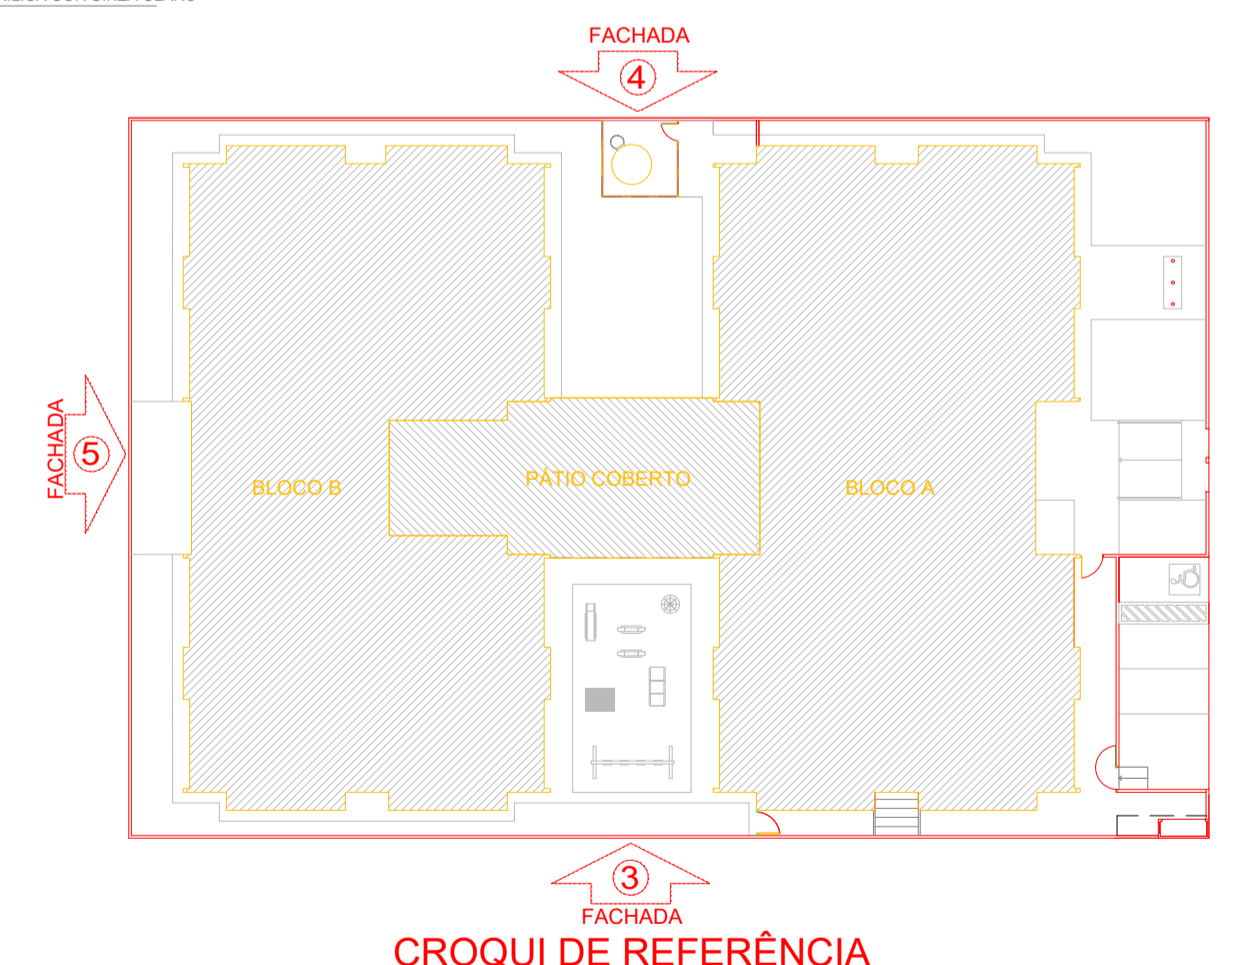 FACHADA
4
FACHADA
5
BLOCO B
PÁTIO COBERTO
BLOCO A
3
FACHADA
CROQUI DE REFERÊNCIA